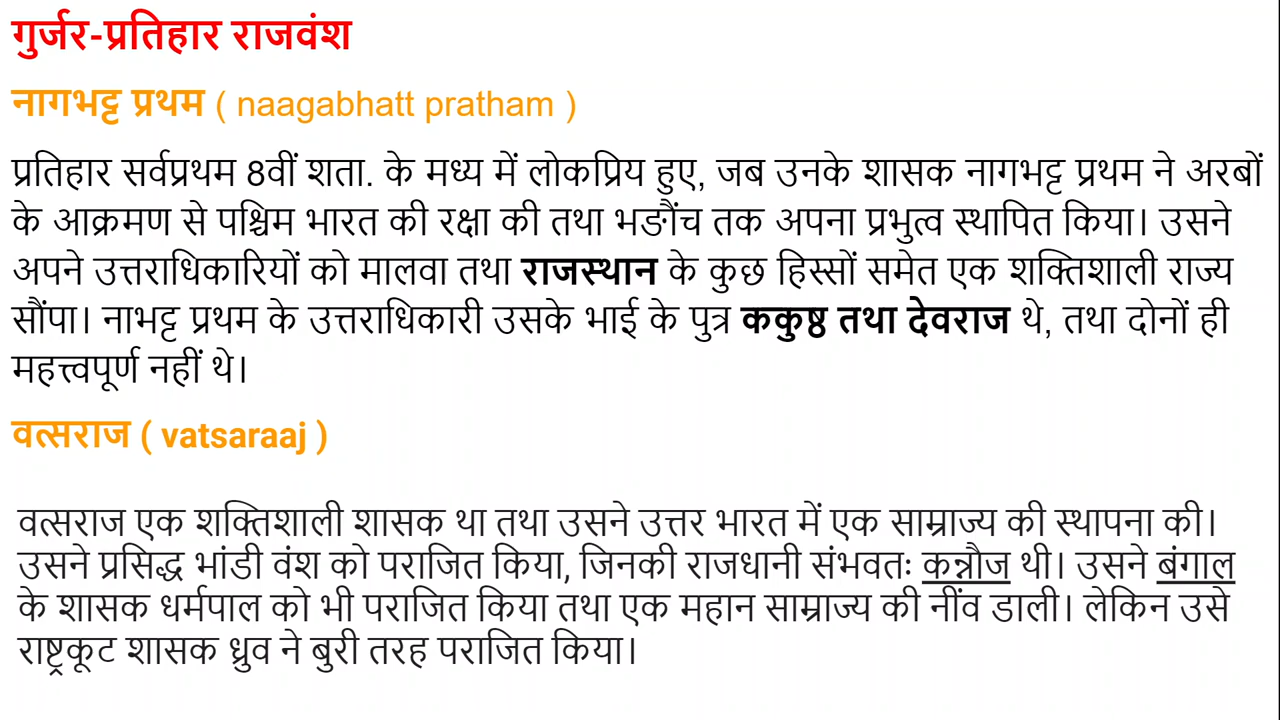 गुर्जर-प्रतिहार राजवंश
नागभट्ट प्रथम ( naagabhatt pratham )
प्रतिहार सर्वप्रथम 8वीं शता. के मध्य में लोकप्रिय हुए, जब उनके शासक नागभट्ट प्रथम ने अरबों
के आक्रमण से पश्चिम भारत की रक्षा की तथा भङौंच तक अपना प्रभुत्व स्थापित किया। उसने
अपने उत्तराधिकारियों को मालवा तथा राजस्थान के कुछ हिस्सों समेत एक शक्तिशाली राज्य
सौंपा। नाभट्ट प्रथम के उत्तराधिकारी उसके भाई के पुत्र ककुष्ठ तथा देवराज थे, तथा दोनों ही
महत्त्वपूर्ण नहीं थे।
वत्सराज ( vatsaraaj )
वत्सराज एक शक्तिशाली शासक था तथा उसने उत्तर भारत में एक साम्राज्य की स्थापना की।
उसने प्रसिद्ध भांडी वंश को पराजित किया, जिनकी राजधानी संभवतः कन्नौज थी। उसने बंगाल
के शासक धर्मपाल को भी पराजित किया तथा एक महान साम्राज्य की नींव डाली। लेकिन उसे
राष्ट्रकूट शासक ध्रुव ने बुरी तरह पराजित किया।